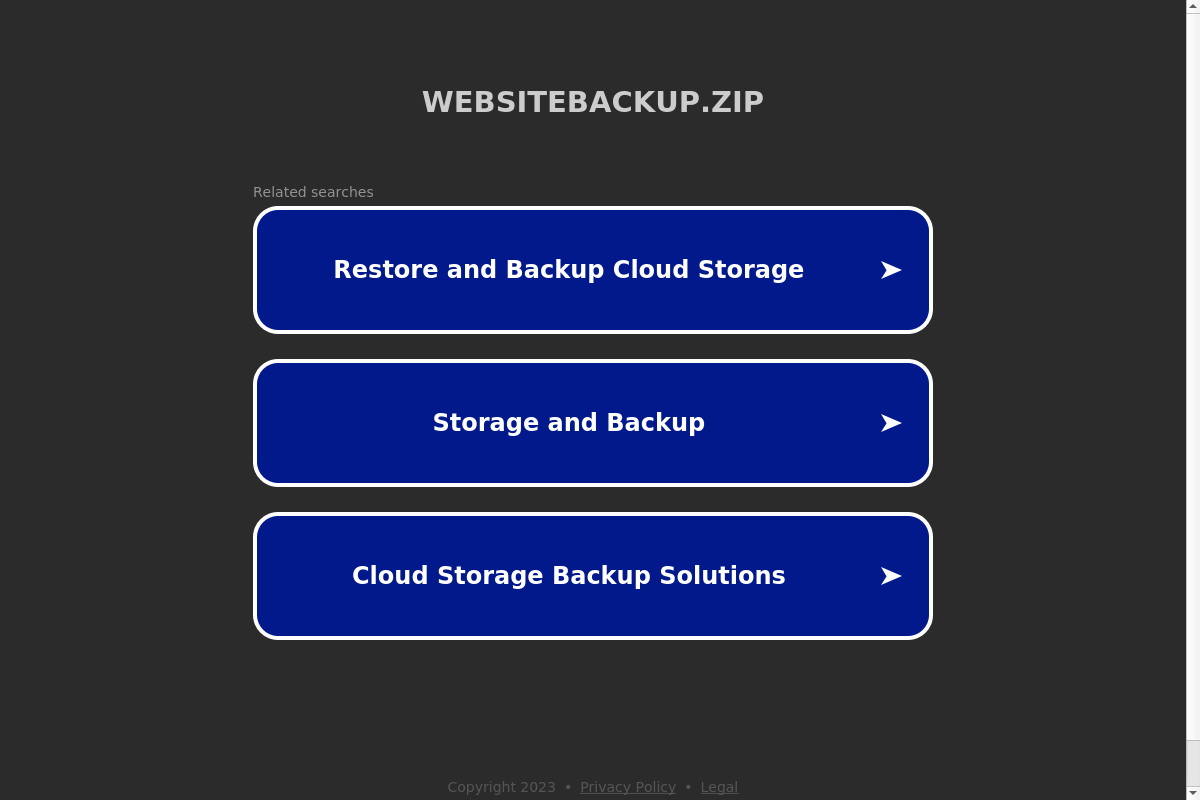 WEBSITEBACKUP.ZIP
Related searches
Restore and Backup Cloud Storage
Storage and Backup
Cloud Storage Backup Solutions
Copyright 2023 • Privacy Policy • Legal